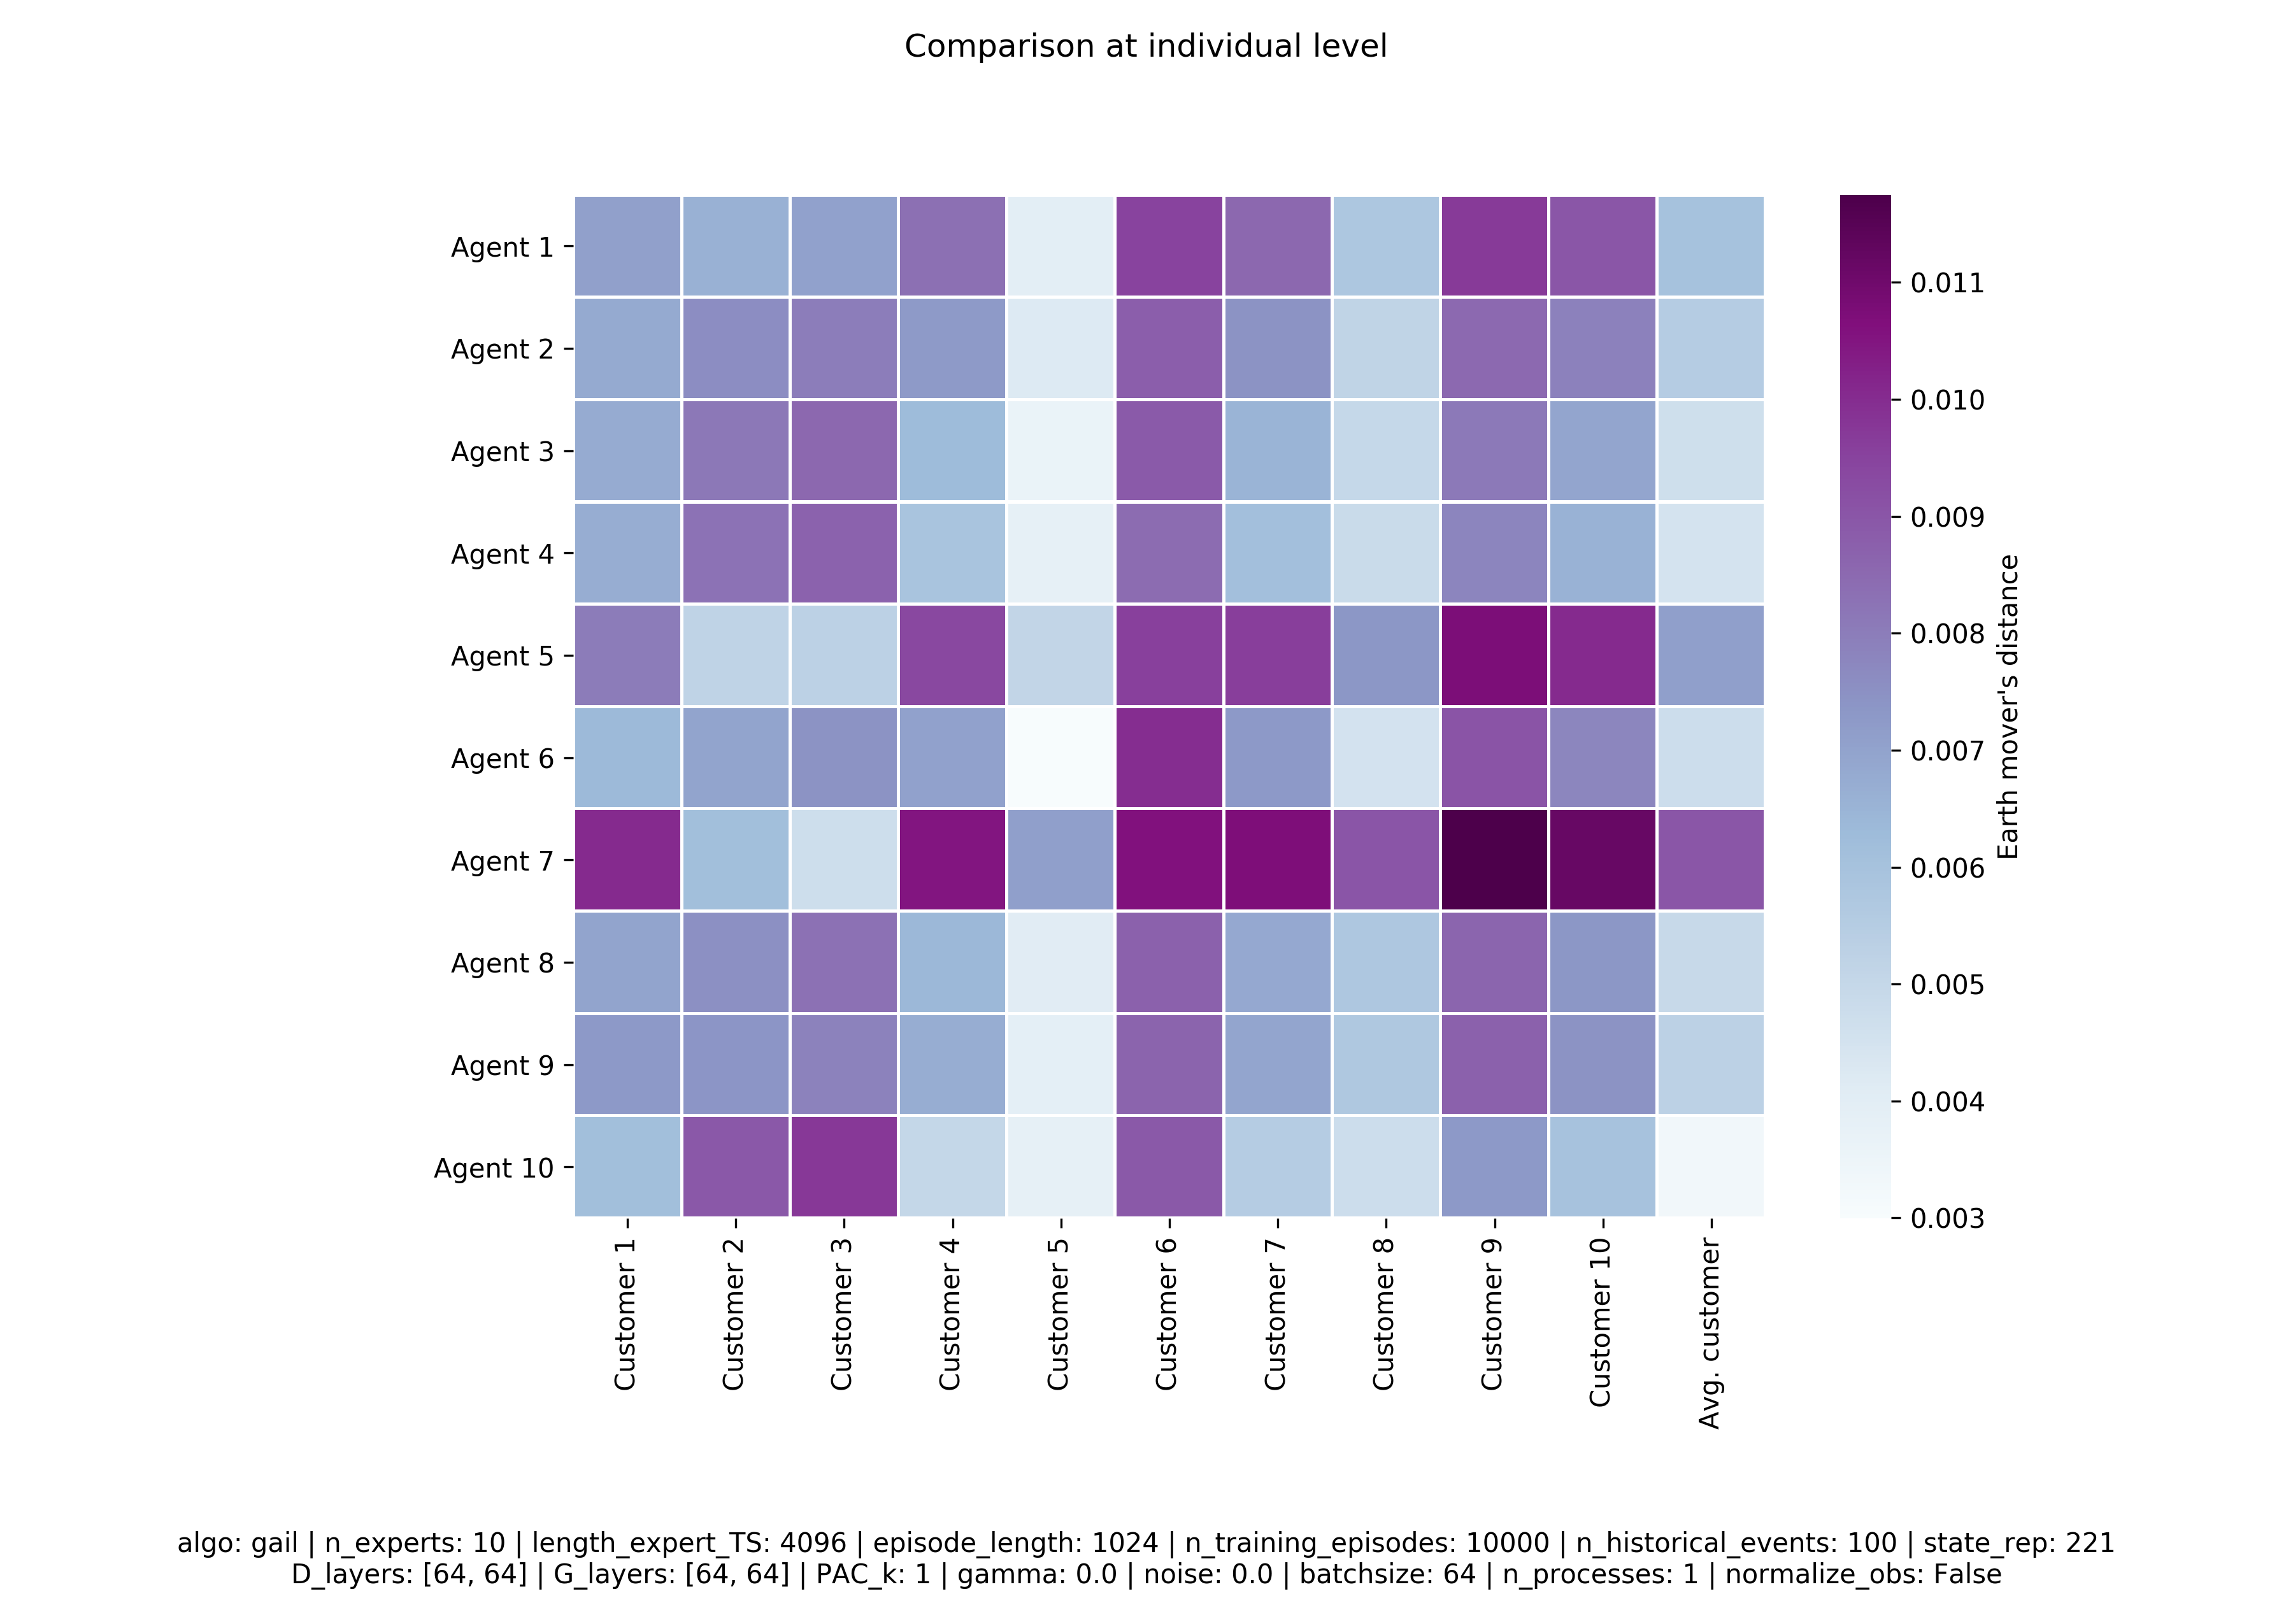 Comparison at individual level
Agent 1
Agent 2
Agent 3
Agent 4
Agent 5
Agent 6
Agent 7
Agent 8
Agent 9
Agent 10
Customer 1
Customer 2
Customer 3
Customer 4
Customer 5
Customer 6
Customer 7
Customer 8
Customer 9
Customer 10
Avg. customer
0.011
0.010
0.009
0.008
0.007
0.006
0.005
0.004
0.003
Earth mover's distance
algo: gail | n_experts: 10 | length_expert_TS: 4096 | episode_length: 1024 | n_training_episodes: 10000 | n_historical_events: 100 | state_rep: 221
D_layers: [64, 64] | G_layers: [64, 64] | PAC_k: 1 | gamma: 0.0 | noise: 0.0 | batchsize: 64 | n_processes: 1 | normalize_obs: False